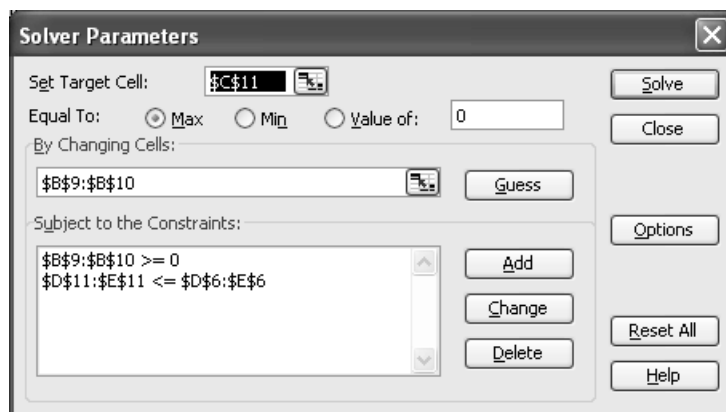 Solver Parameters
Set Target Cell: $C$11 Solve
Equal To: Max Min Value of: 0 Close
By Changing Cells:
$B$9:$B$10 Guess
Subject to the Constraints: Options
$B$9:$B$10 >= 0 Add
$D$11:$E$11 <= $D$6:$E$6
Change
Reset All
Delete
Help